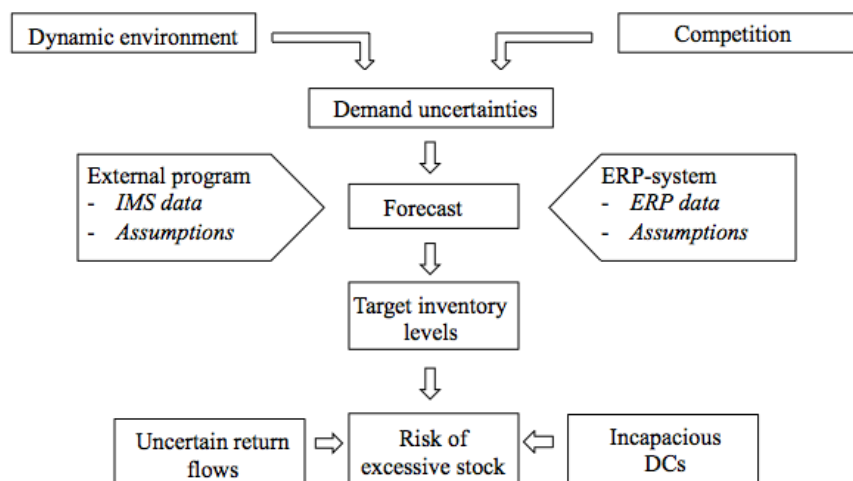 Dynamic environment
Competition
Demand uncertainties
External program
- IMS data
- Assumptions
Forecast
ERP-system
- ERP data
- Assumptions
Target inventory
levels
Uncertain return
flows
Risk of
excessive stock
Incapacious
DCs